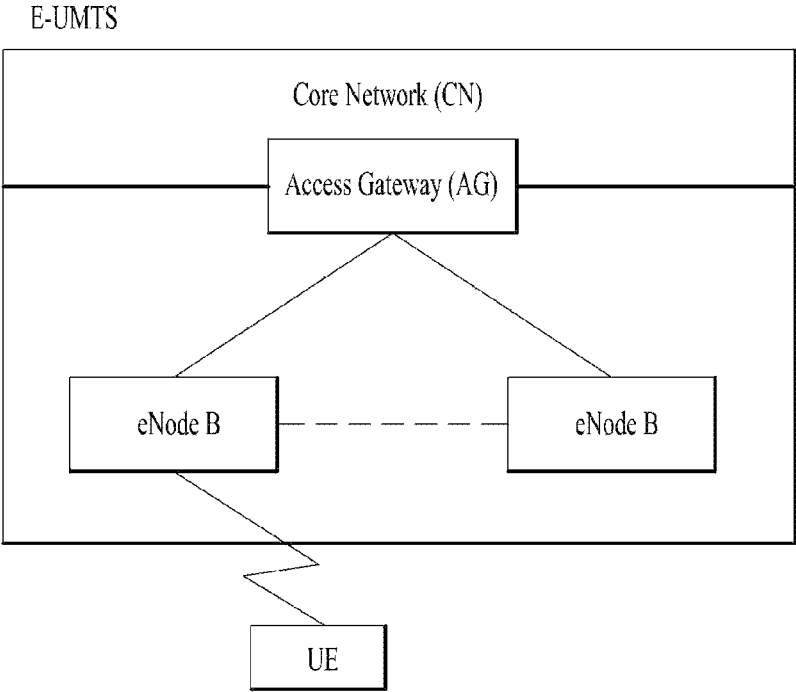 E-UMTS
Core Network (CN)
Access Gateway (AG)
eNode B
eNode B
UE